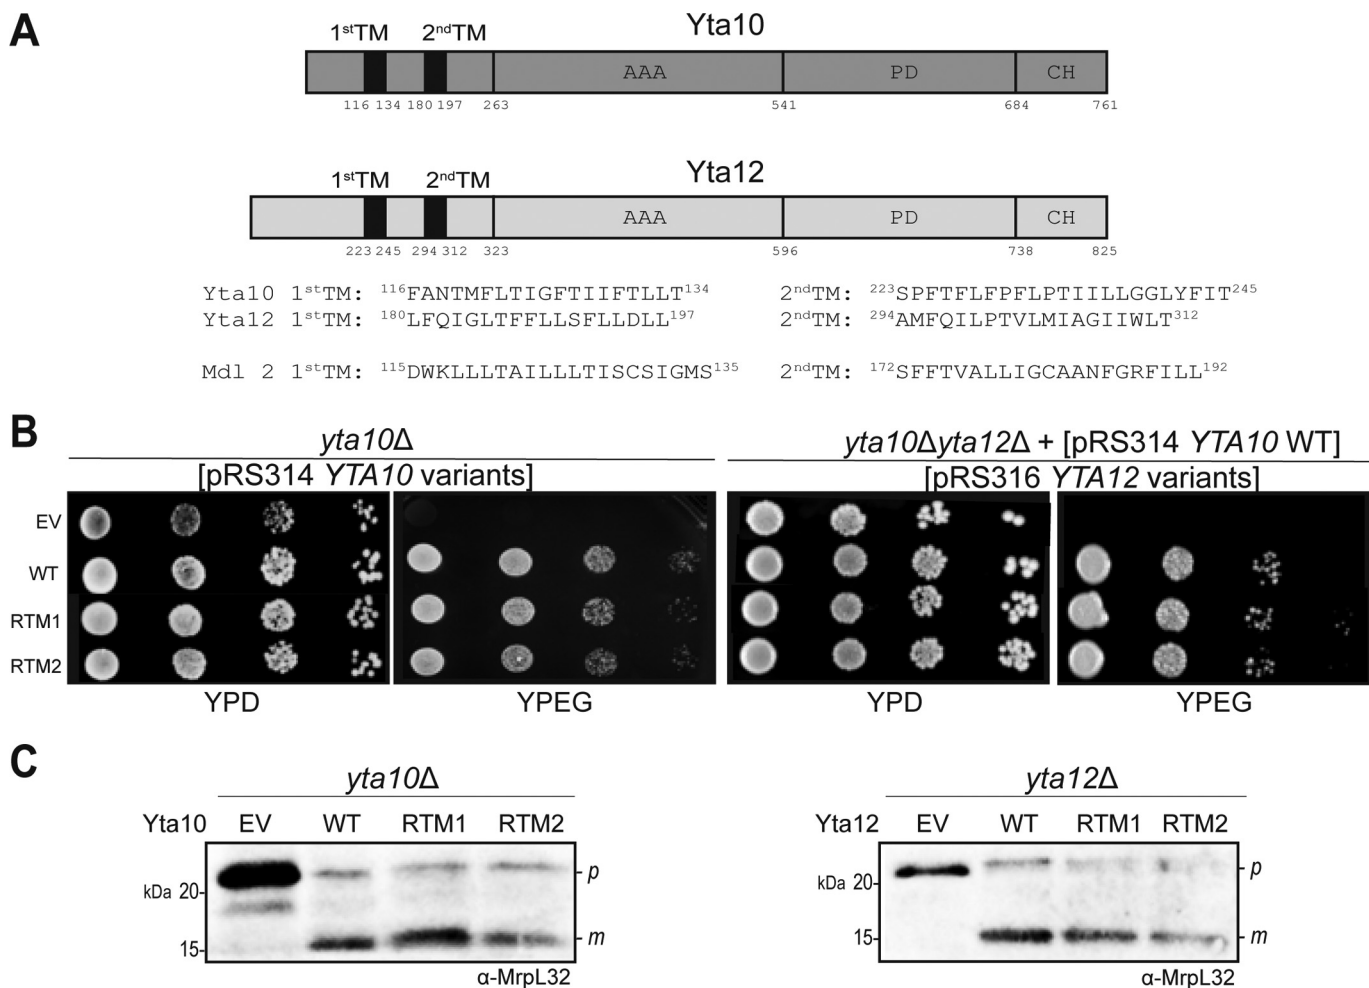 A
Yta10
1stTM 2ndTM
AAA PD CH
116 134 180 197 263 541 684 761
Yta12
1stTM 2ndTM
AAA PD CH
223 245 294 312 323 596 738 825
Yta10 1stTM: 116FANTMFLTIGFTIIFTLLT134 2ndTM: 223SPFTFLFPFLPTIILLGGLYFIT245
Yta12 1stTM: 180LFQIGLTFFLLSFLLDLL197 2ndTM: 294AMFQILPTVLMIAGIIWLT312
Mdl 2 1stTM: 115DWKLLLTAILLLTISCSIGMS135 2ndTM: 172SFFTVALLIGCAANFGRFILL192
B
yta10Δ yta10Δyta12Δ + [pRS314 YTA10 WT]
[pRS314 YTA10 variants] [pRS316 YTA12 variants]
EV
WT
RTM1
RTM2
YPD YPEG YPD YPEG
C
yta10Δ yta12Δ
Yta10 EV WT RTM1 RTM2 Yta12 EV WT RTM1 RTM2
kDa 20- -p kDa 20- -p
15- -m 15- -m
α-MrpL32 α-MrpL32